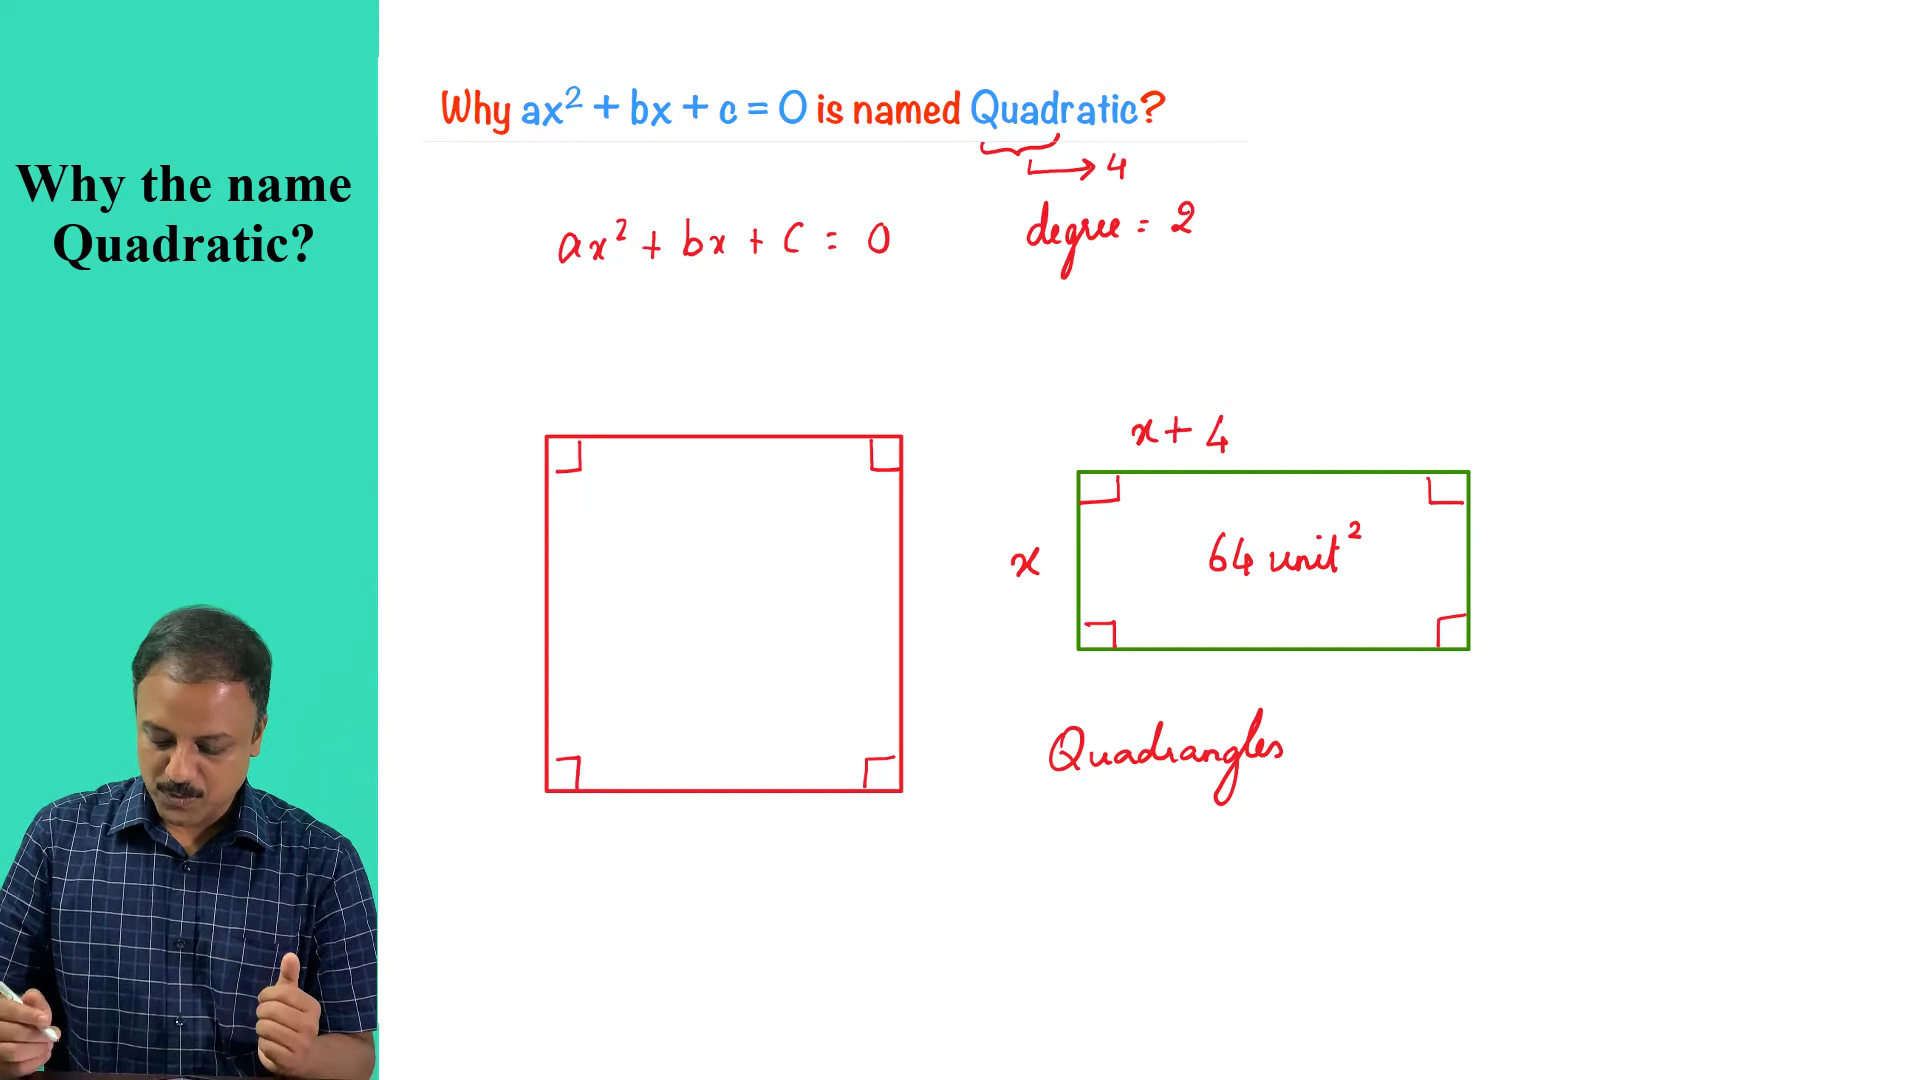 Why the name
Quadratic?
Why ax² + bx + c = 0 is named Quadratic?
→ 4
ax² + bx + c = 0
degree = 2
x + 4
x
64 unit²
Quadrangles